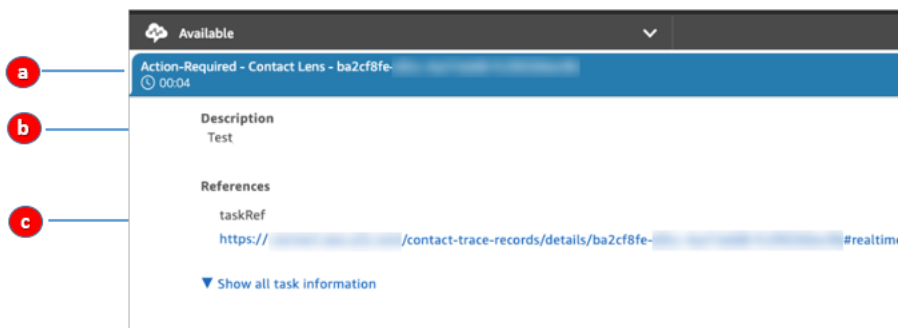 Available
a
Action-Required - Contact Lens - ba2cf8fe-
00:04
Description
b
Test
References
taskRef
c
https:// /contact-trace-records/details/ba2cf8fe- #realtime
▼ Show all task information